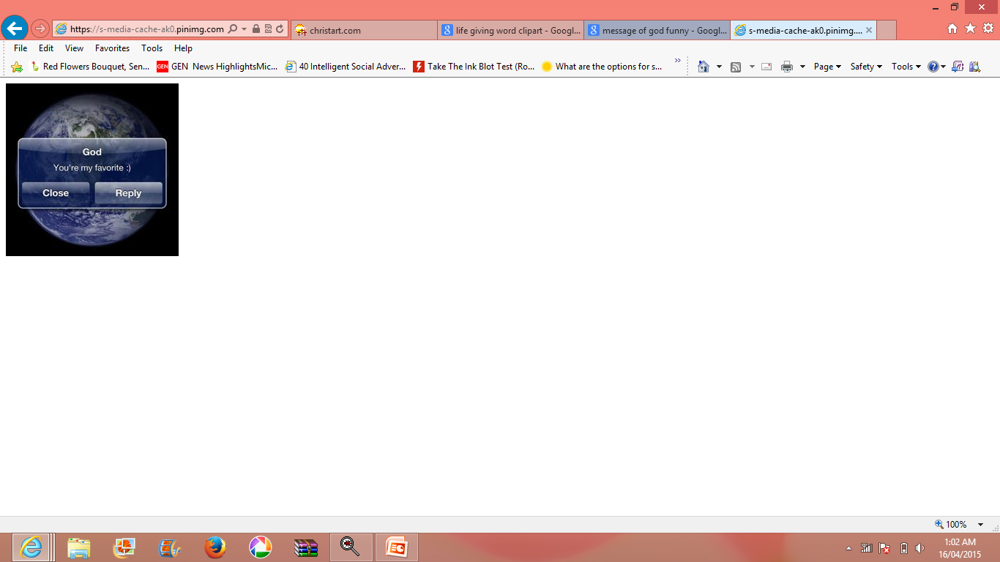 https://s-media-cache-ak0.pinimg.com
christart.com
life giving word clipart - Googl...
message of god funny - Googl...
s-media-cache-ak0.pinimg....
File Edit View Favorites Tools Help
Red Flowers Bouquet, Sen...
GEN
GEN News HighlightsMic...
40 Intelligent Social Adver...
Take The Ink Blot Test (Ro...
What are the options for s...
Page
Safety
Tools
God
You're my favorite :)
Close Reply
100%
1:02 AM
16/04/2015